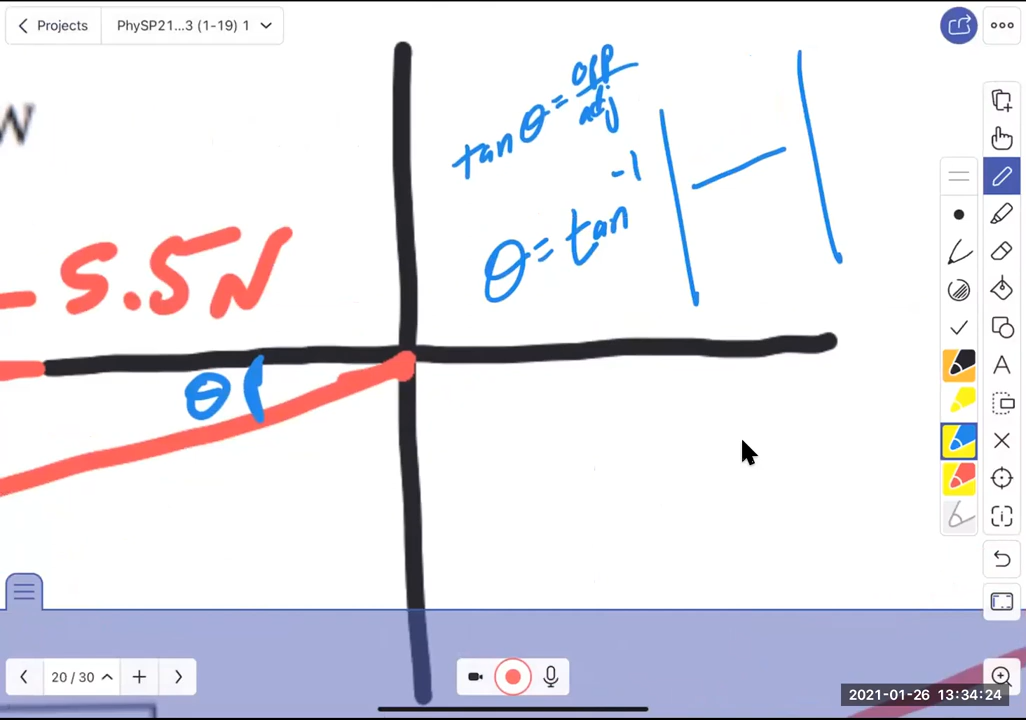 Projects
PhySP21...3 (1-19) 1
w
tan θ = opp/adj
θ = tan -1
- 5.5N
θ
A
20 / 30
2021-01-26 13:34:24